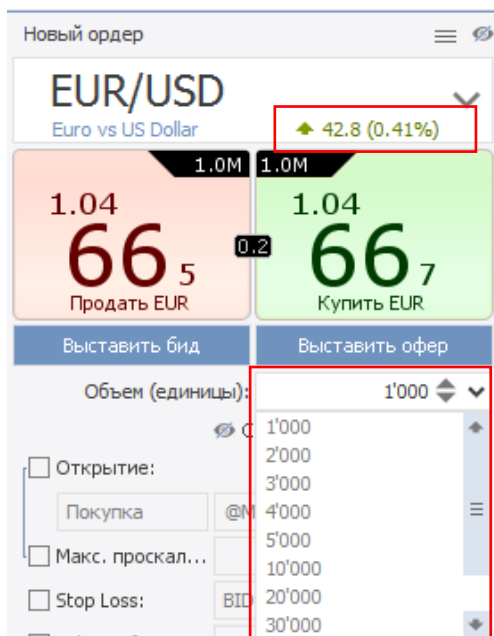 Новый ордер
EUR/USD
Euro vs US Dollar
42.8 (0.41%)
1.0M 1.0M
1.04 1.04
66 5 0.2 66 7
Продать EUR Купить EUR
Выставить бид Выставить офер
Объем (единицы): 1'000
1'000
2'000
Открытие:
3'000
Покупка @M 4'000
5'000
Макс. проскал...
10'000
Stop Loss: BID 20'000
30'000